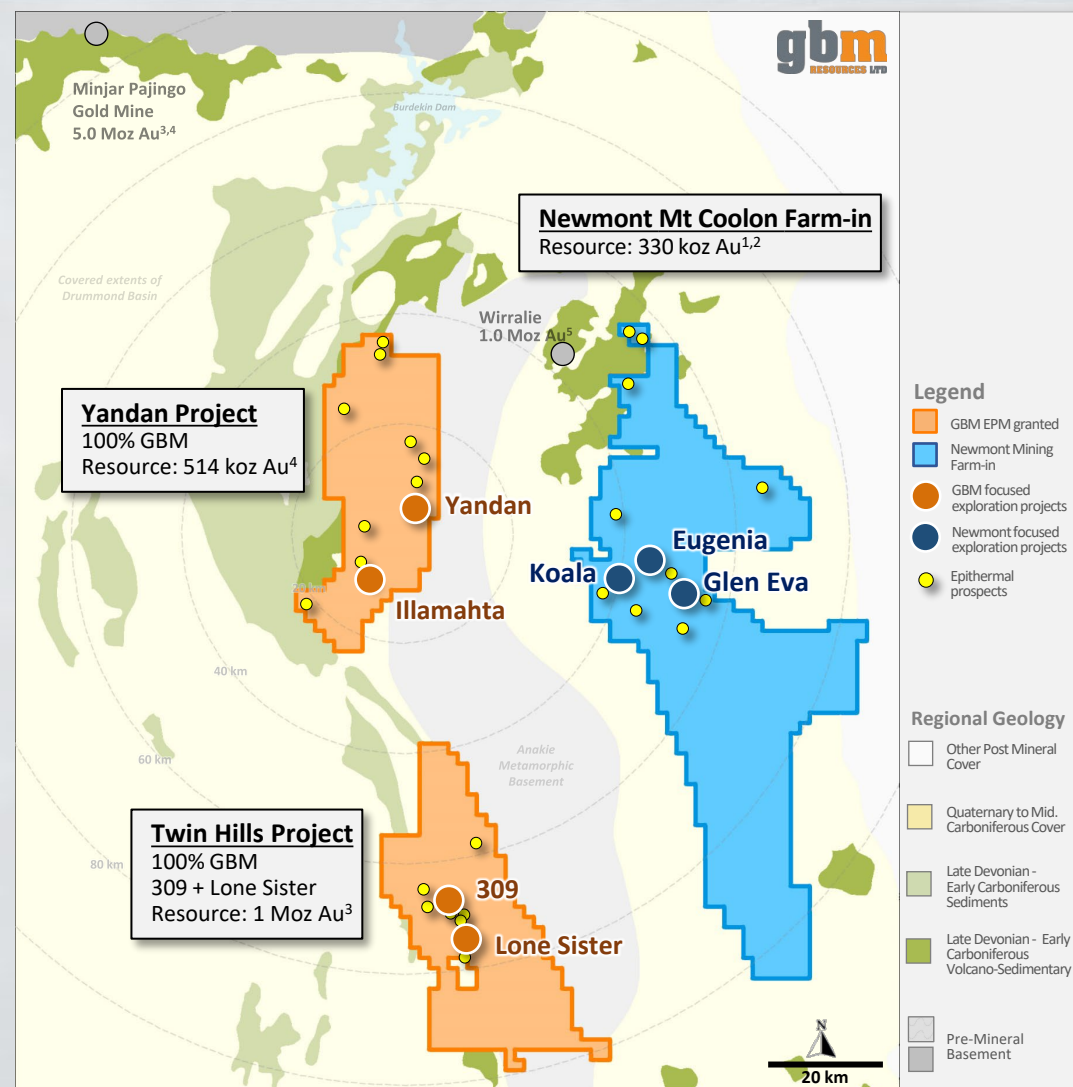 gbm
RESOURCES LTD
Minjar Pajingo
Gold Mine
5.0 Moz Au3,4
Burdekin Dam
Newmont Mt Coolon Farm-in
Resource: 330 koz Au1,2
Covered extents of
Drummond Basin
Wirralie
1.0 Moz Au5
Yandan Project
100% GBM
Resource: 514 koz Au4
Yandan
Illamahta
Eugenia
Koala
Glen Eva
40 km
60 km
Anakie
Metamorphic
Basement
Twin Hills Project
100% GBM
309 + Lone Sister
Resource: 1 Moz Au3
80 km
309
Lone Sister
N
20 km
Legend
GBM EPM granted
Newmont Mining
Farm-in
GBM focused
exploration projects
Newmont focused
exploration projects
Epithermal
prospects
Regional Geology
Other Post Mineral
Cover
Quaternary to Mid.
Carboniferous Cover
Late Devonian -
Early Carboniferous
Sediments
Late Devonian - Early
Carboniferous
Volcano-Sedimentary
Pre-Mineral
Basement